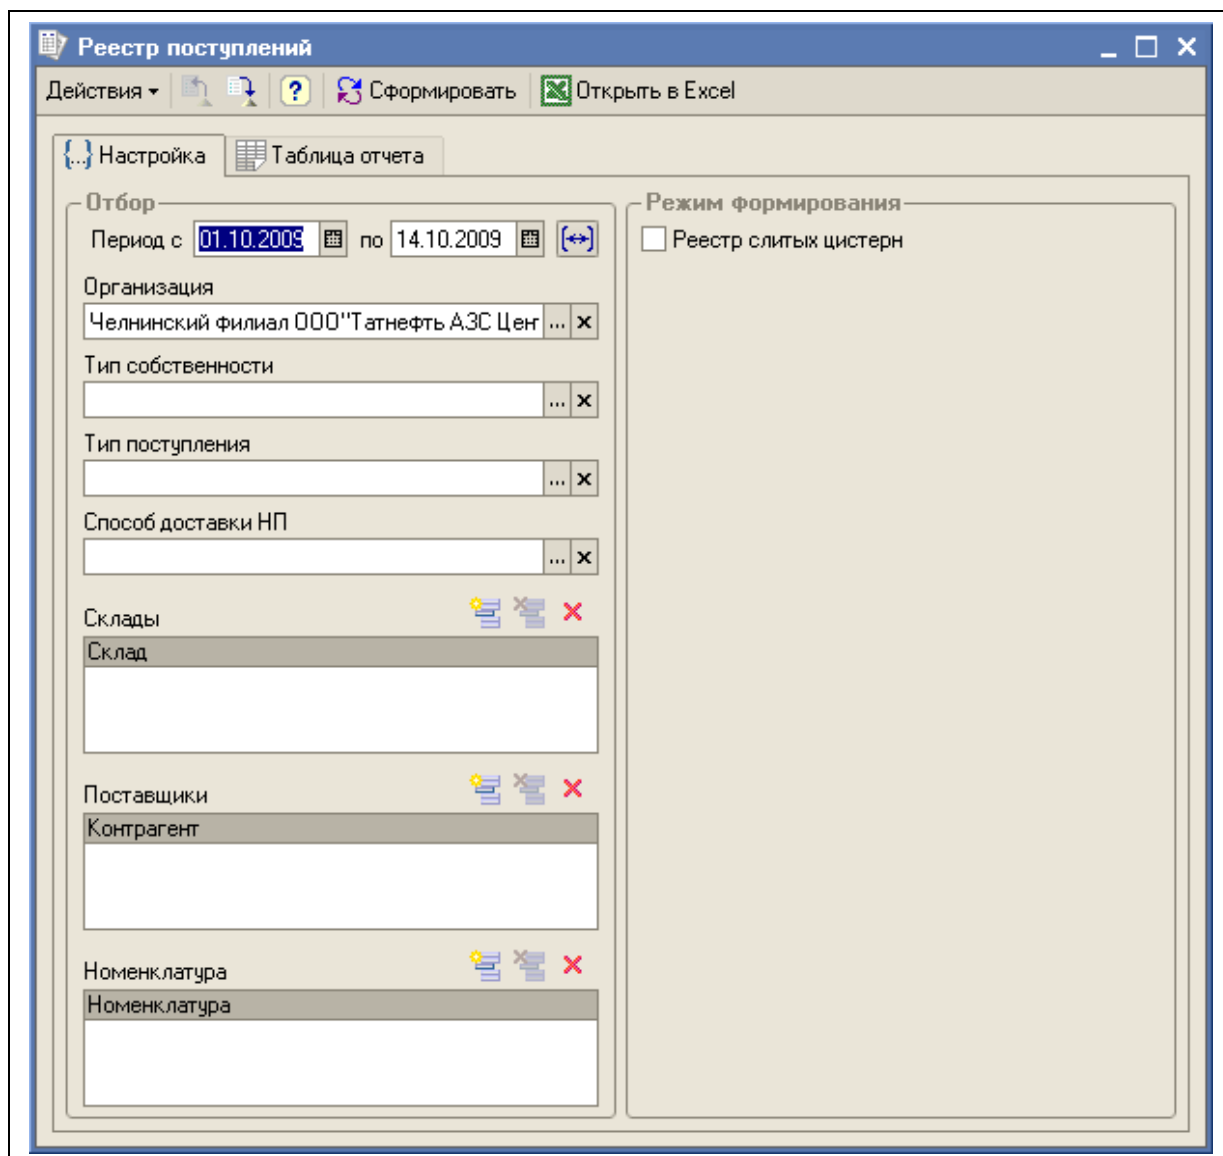 Реестр поступлений
Действия ? Сформировать Открыть в Excel
{...} Настройка Таблица отчета
Отбор
Период с 01.10.2009 по 14.10.2009
Организация
Челнинский филиал ООО"Татнефть АЗС Цент ... x
Тип собственности
... x
Тип поступления
... x
Способ доставки НП
... x
Склады
Склад
Поставщики
Контрагент
Номенклатура
Номенклатура
Режим формирования
Реестр слитых цистерн